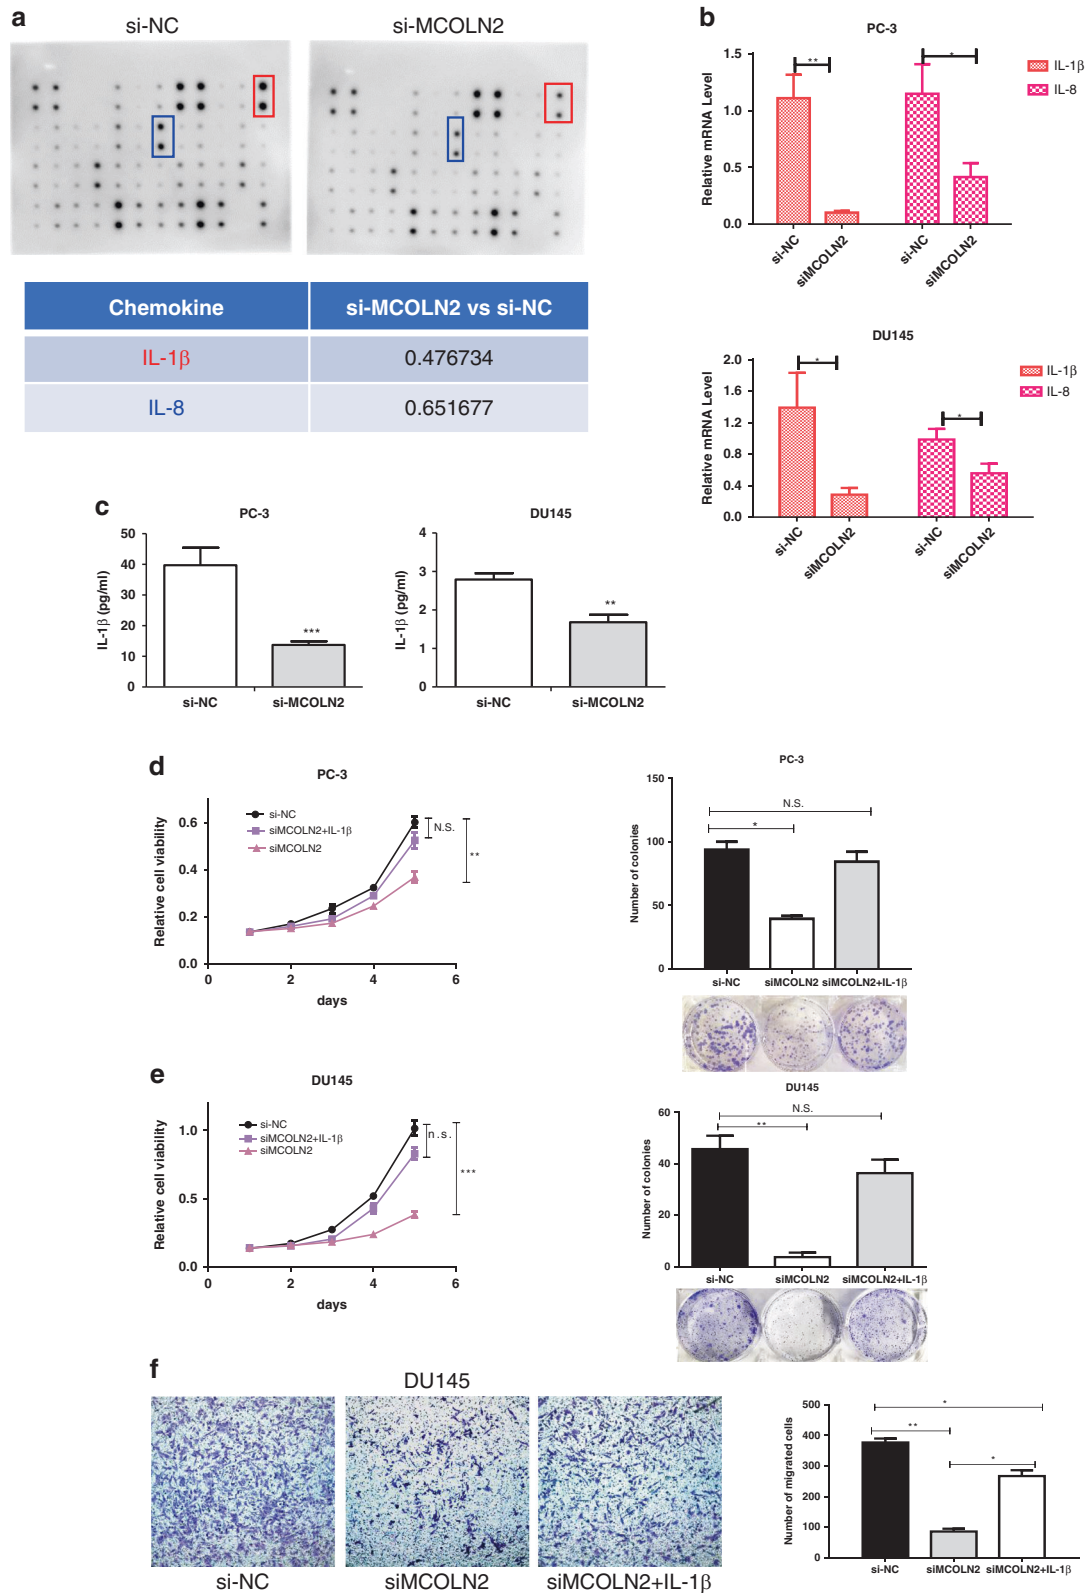 a
si-NC
si-MCOLN2
Chemokine
si-MCOLN2 vs si-NC
IL-1β
0.476734
IL-8
0.651677
b
PC-3
Relative mRNA Level
1.5
1.0
0.5
0.0
**
*
IL-1β
IL-8
si-NC
siMCOLN2
si-NC
siMCOLN2
DU145
Relative mRNA Level
2.0
1.6
1.2
0.8
0.4
0.0
*
*
IL-1β
IL-8
si-NC
siMCOLN2
si-NC
siMCOLN2
c
PC-3
IL-1β (pg/ml)
50
40
30
20
10
0
***
si-NC
si-MCOLN2
DU145
IL-1β (pg/ml)
4
3
2
1
0
**
si-NC
si-MCOLN2
d
PC-3
Relative cell viability
0.6
0.4
0.2
0.0
si-NC
siMCOLN2+IL-1β
siMCOLN2
N.S.
**
0
2
4
6
days
PC-3
Number of colonies
150
100
50
0
N.S.
*
si-NC
siMCOLN2
siMCOLN2+IL-1β
e
DU145
Relative cell viability
1.0
0.5
0.0
si-NC
siMCOLN2+IL-1β
siMCOLN2
n.s.
***
0
2
4
6
days
DU145
Number of colonies
60
40
20
0
N.S.
**
si-NC
siMCOLN2
siMCOLN2+IL-1β
f
DU145
si-NC
siMCOLN2
siMCOLN2+IL-1β
Number of migrated cells
500
400
300
200
100
0
*
**
*
si-NC
siMCOLN2
siMCOLN2+IL-1β